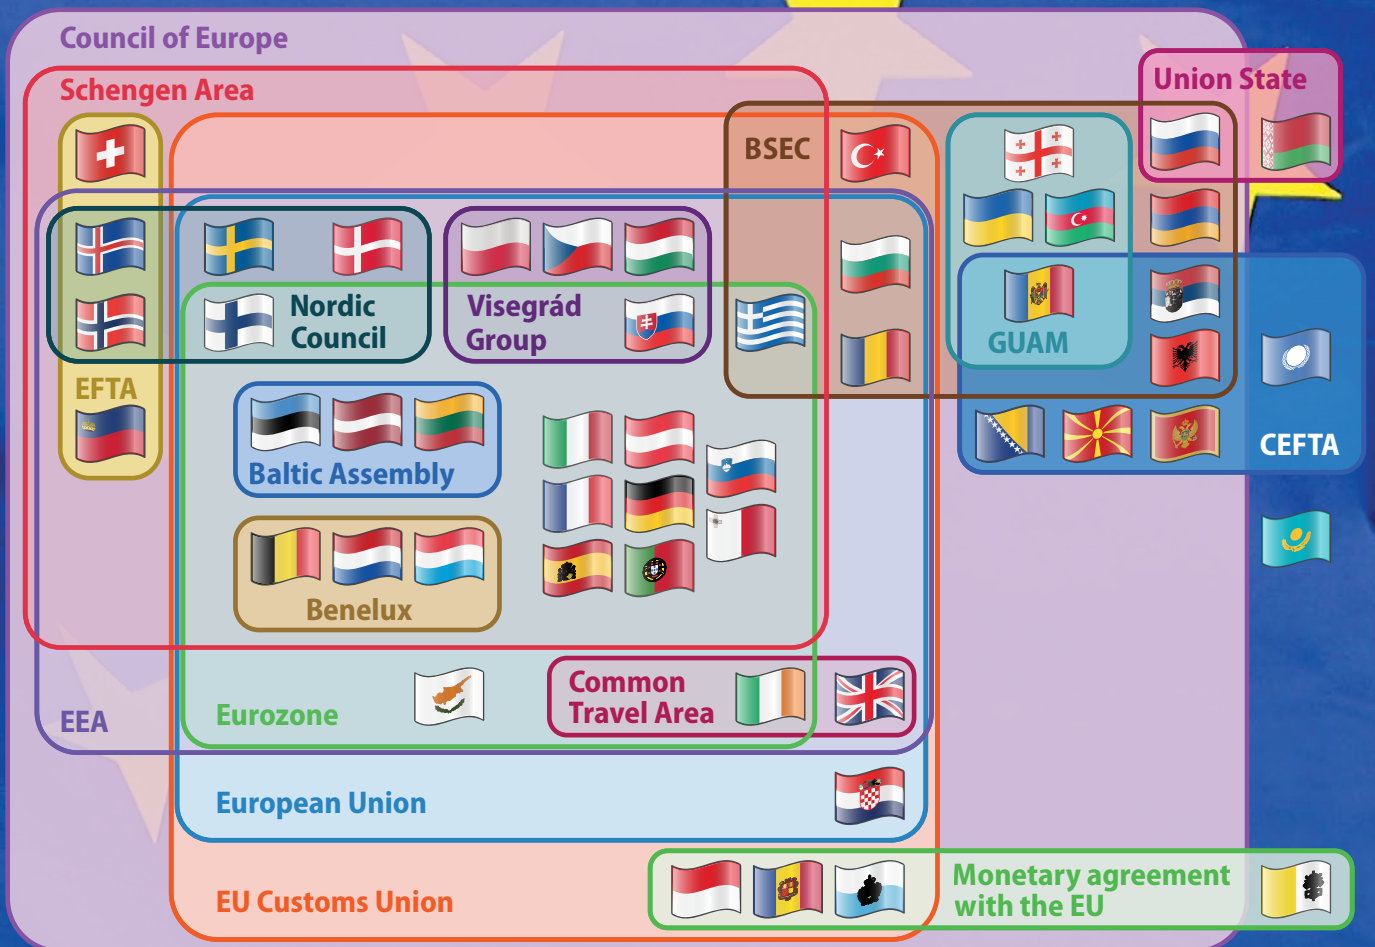 Council of Europe
Schengen Area
Union State
BSEC
Nordic
Council
Visegrád
Group
GUAM
EFTA
CEFTA
Baltic Assembly
Benelux
Common
Travel Area
Eurozone
EEA
European Union
Monetary agreement
with the EU
EU Customs Union